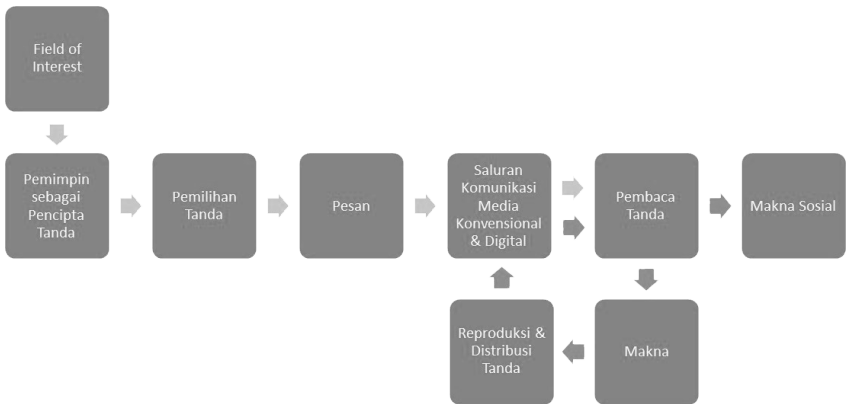 Field of
Interest
Pemimpin
sebagai
Pencipta
Tanda
Pemilihan
Tanda
Pesan
Saluran
Komunikasi
Media
Konvensional
& Digital
Pembaca
Tanda
Makna Sosial
Reproduksi &
Distribusi
Tanda
Makna